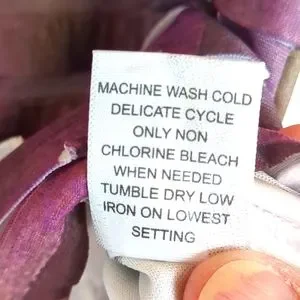 MACHINE WASH COLD
DELICATE CYCLE
ONLY NON
CHLORINE BLEACH
WHEN NEEDED
TUMBLE DRY LOW
IRON ON LOWEST
SETTING